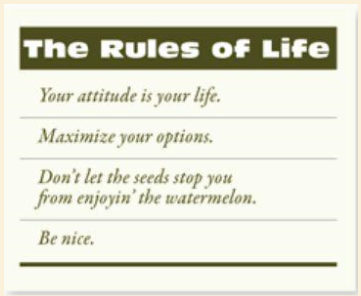 The Rules of Life
Your attitude is your life.
Maximize your options.
Don't let the seeds stop you
from enjoyin' the watermelon.
Be nice.